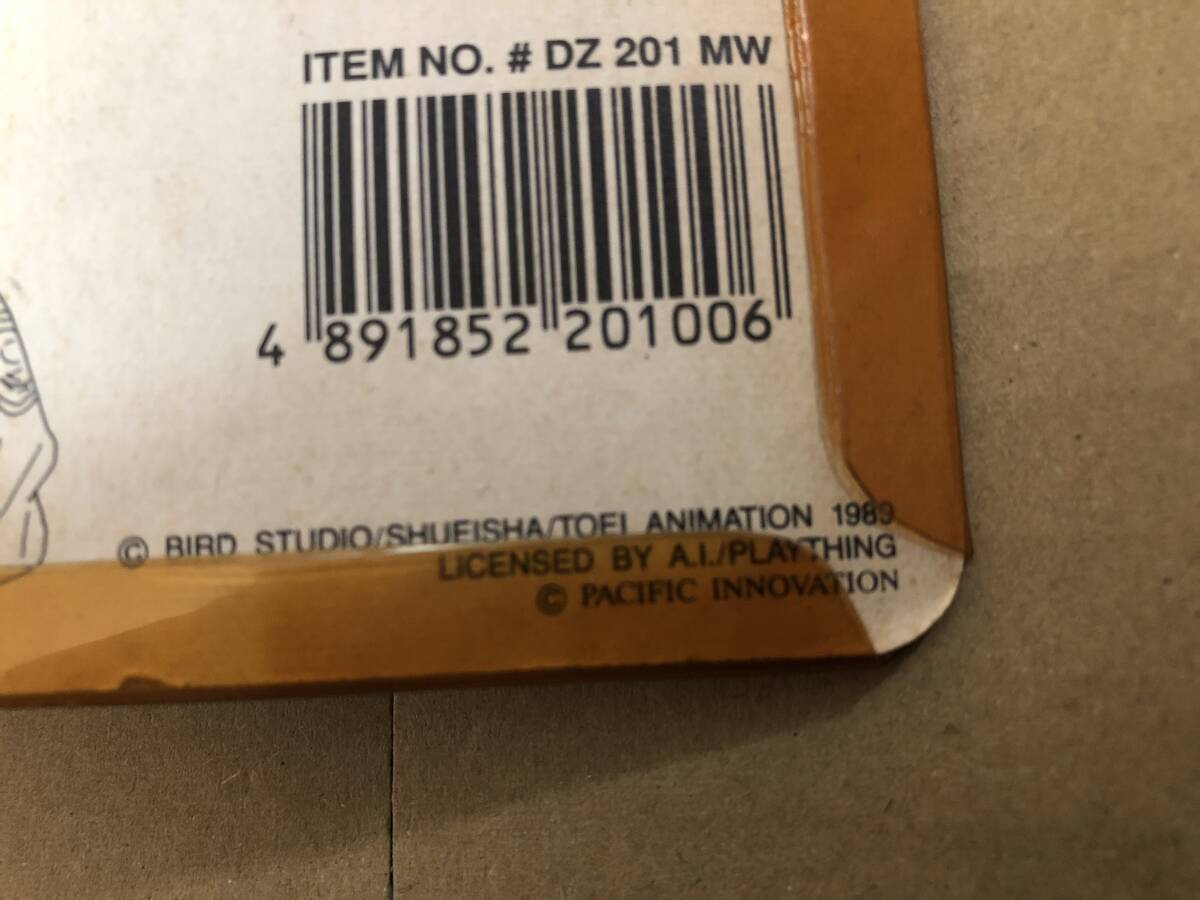 ITEM NO. # DZ 201 MW
4 891852 201006
© BIRD STUDIO/SHUEISHA/TOEI ANIMATION 1989
LICENSED BY A.I./PLAYTHING
© PACIFIC INNOVATION